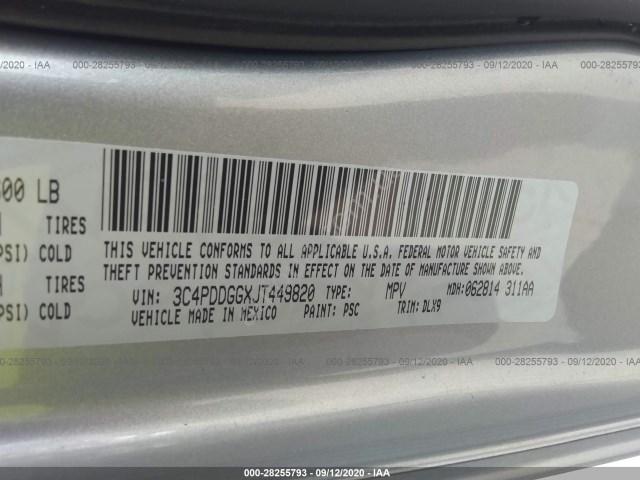 000-28255793 - 09/12/2020 - IAA
600 LB
TIRES
PSI) COLD
TIRES
PSI) COLD
THIS VEHICLE CONFORMS TO ALL APPLICABLE U.S.A. FEDERAL MOTOR VEHICLE SAFETY AND
THEFT PREVENTION STANDARDS IN EFFECT ON THE DATE OF MANUFACTURE SHOWN ABOVE.
VIN: 3C4PDDGGXJT449820 TYPE: MPV MDH:062814 311AA
VEHICLE MADE IN MEXICO PAINT: PSC TRIM: DLX9
000-28255793 - 09/12/2020 - IAA
000-28255793 - 09/12/2020 - IAA